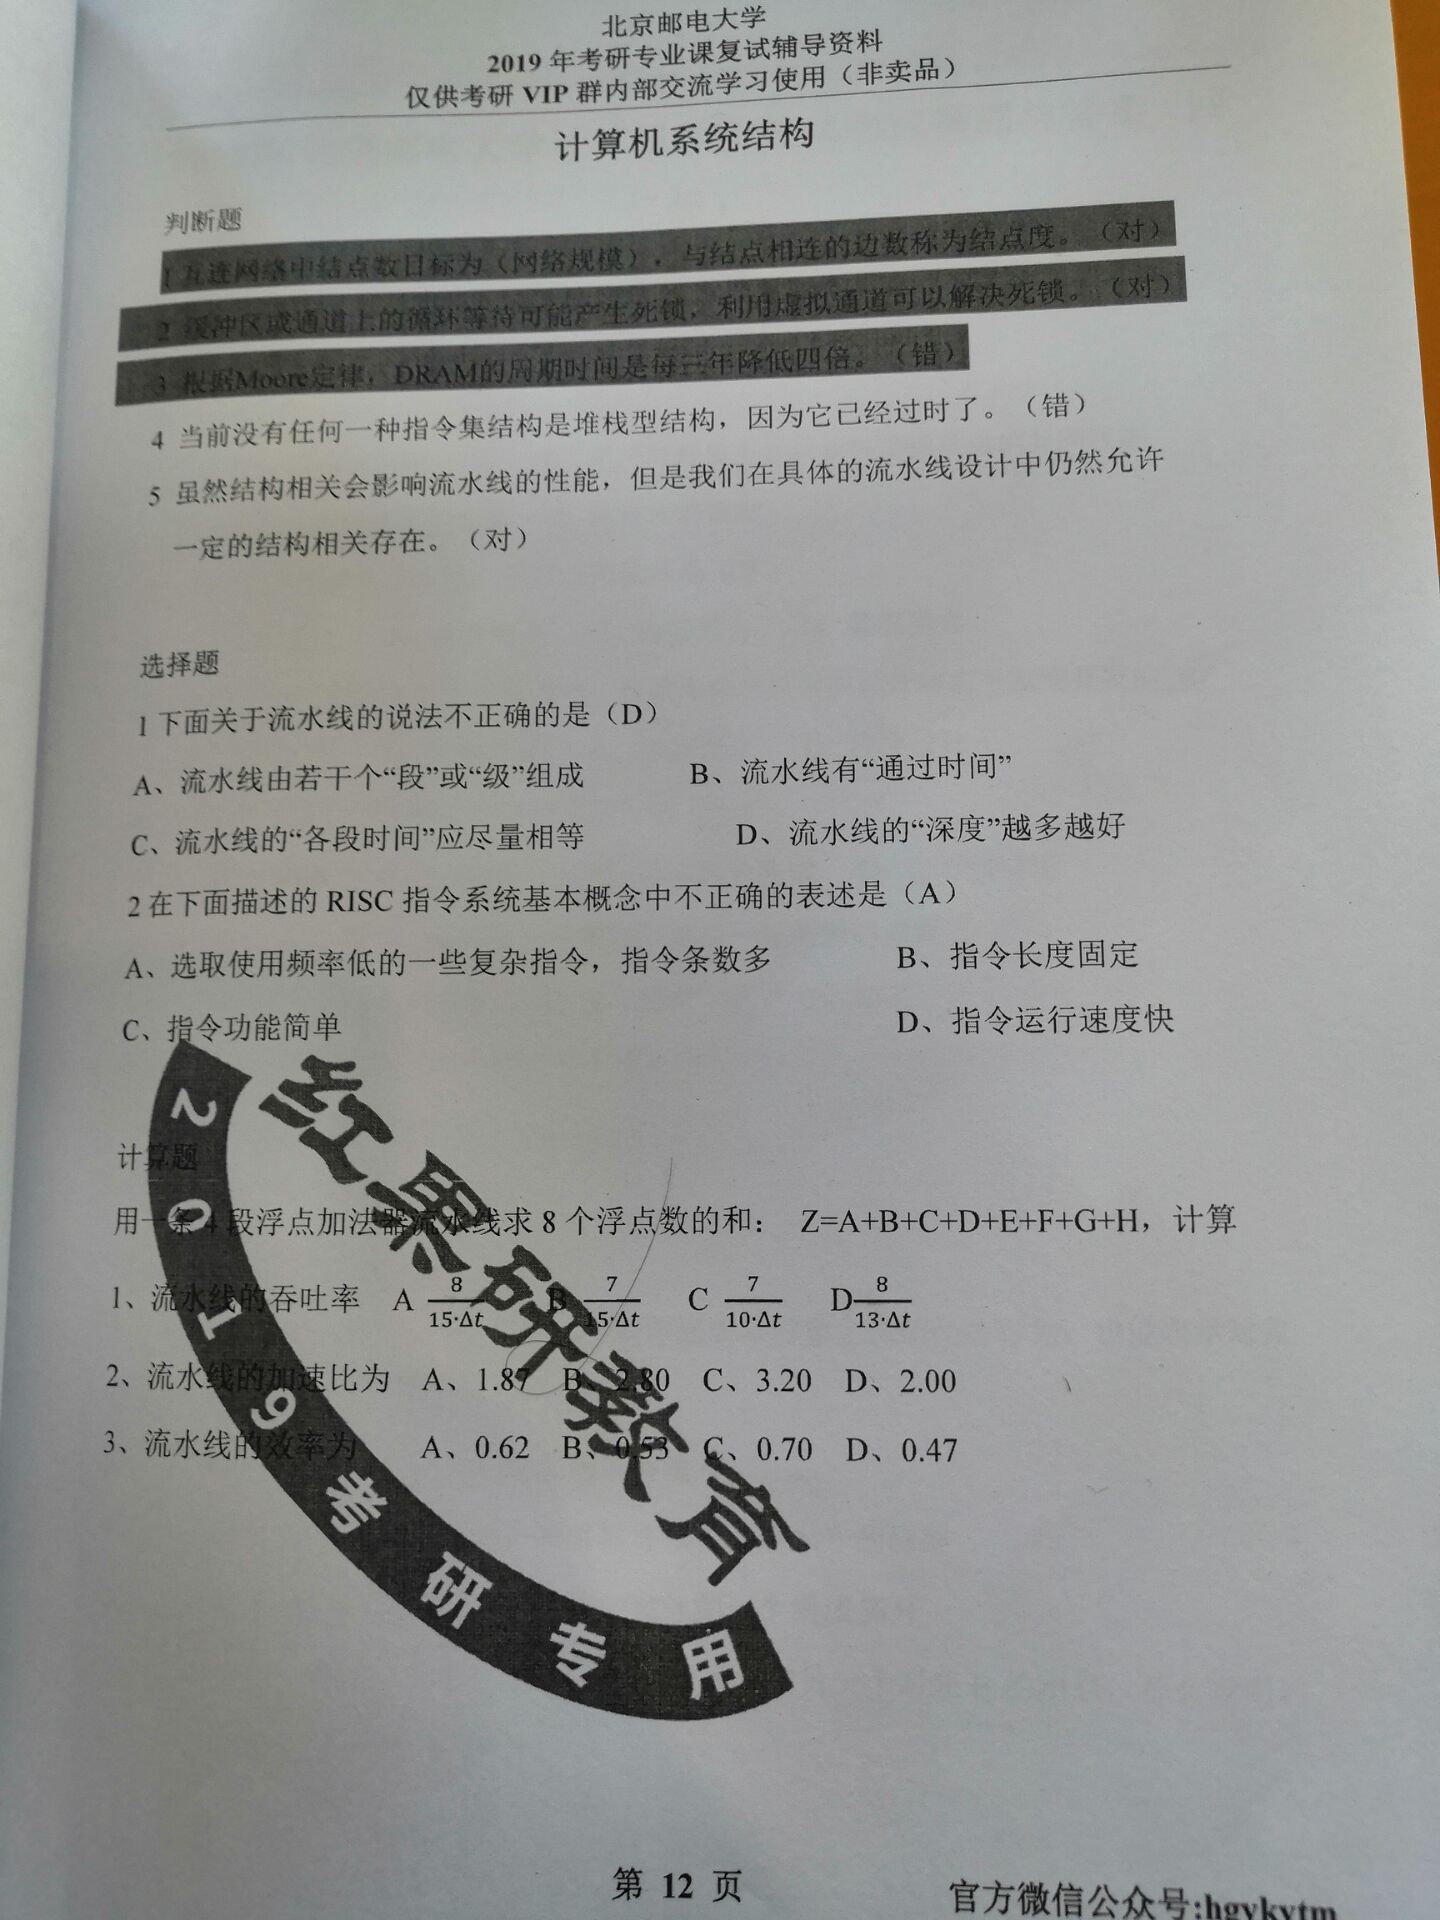 北京邮电大学
2019 年考研专业课复试辅导资料
仅供考研 VIP 群内部交流学习使用（非卖品）
计算机系统结构
判断题
1 互连网络中结点数目标为（网络规模），与结点相连的边数称为结点度。（对）
2 缓冲区或通道上的循环等待可能产生死锁，利用虚拟通道可以解决死锁。（对）
3 根据Moore定律，DRAM的周期时间是每三年降低四倍。（错）
4 当前没有任何一种指令集结构是堆栈型结构，因为它已经过时了。（错）
5 虽然结构相关会影响流水线的性能，但是我们在具体的流水线设计中仍然允许
一定的结构相关存在。（对）
选择题
1 下面关于流水线的说法不正确的是（D）
A、流水线由若干个“段”或“级”组成 B、流水线有“通过时间”
C、流水线的“各段时间”应尽量相等 D、流水线的“深度”越多越好
2 在下面描述的 RISC 指令系统基本概念中不正确的表述是（A）
A、选取使用频率低的一些复杂指令，指令条数多 B、指令长度固定
C、指令功能简单 D、指令运行速度快
计算题
用一条 4 段浮点加法器流水线求 8 个浮点数的和： Z=A+B+C+D+E+F+G+H，计算
1、流水线的吞吐率 A 8/15·Δt B 7/15·Δt C 7/10·Δt D 8/13·Δt
2、流水线的加速比为 A、1.87 B、2.80 C、3.20 D、2.00
3、流水线的效率为 A、0.62 B、0.53 C、0.70 D、0.47
红果研教育
2019考研专用
第 12 页
官方微信公众号:hgykytm